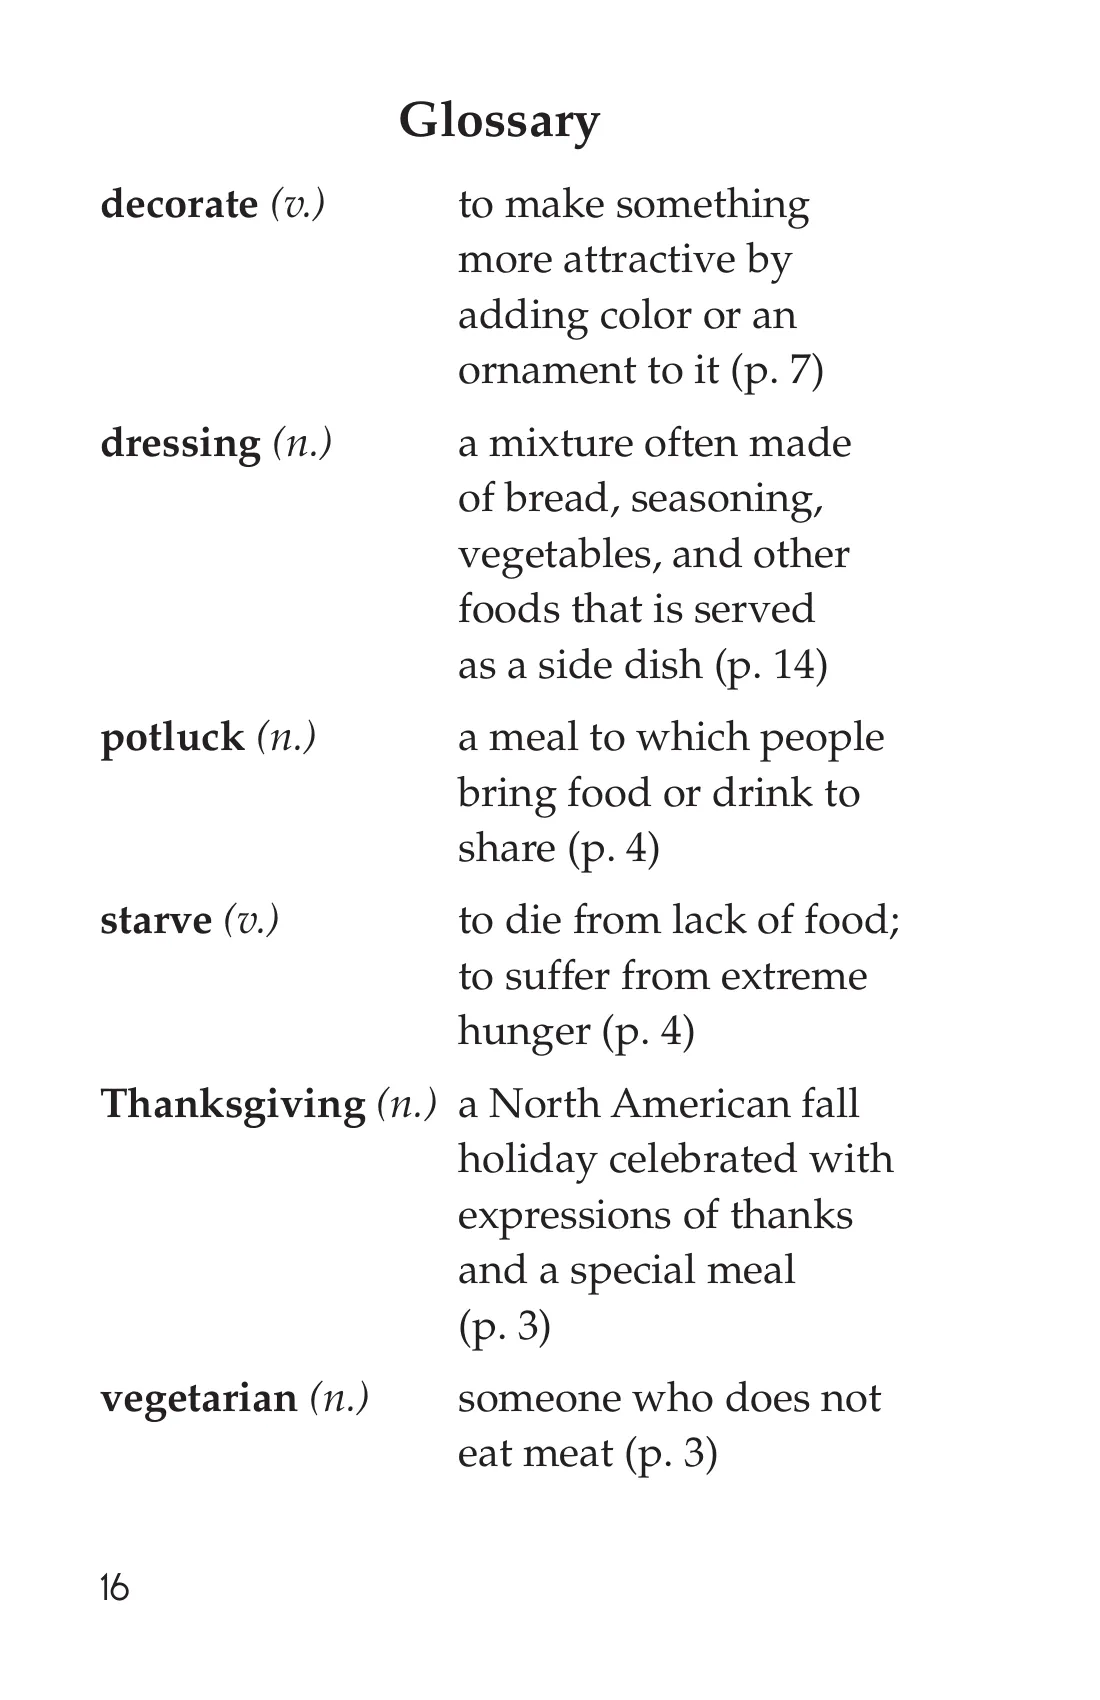 Glossary
decorate (v.) to make something
more attractive by
adding color or an
ornament to it (p. 7)
dressing (n.) a mixture often made
of bread, seasoning,
vegetables, and other
foods that is served
as a side dish (p. 14)
potluck (n.) a meal to which people
bring food or drink to
share (p. 4)
starve (v.) to die from lack of food;
to suffer from extreme
hunger (p. 4)
Thanksgiving (n.) a North American fall
holiday celebrated with
expressions of thanks
and a special meal
(p. 3)
vegetarian (n.) someone who does not
eat meat (p. 3)
16